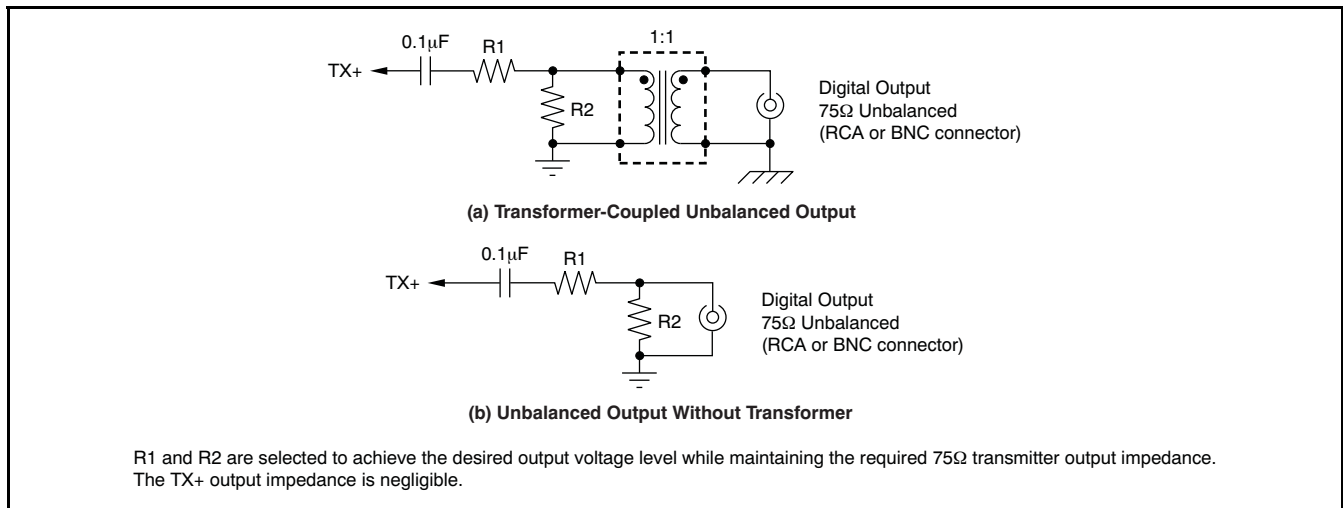 1:1
0.1μF
R1
TX+
R2
Digital Output
75Ω Unbalanced
(RCA or BNC connector)
(a) Transformer-Coupled Unbalanced Output
0.1μF
R1
TX+
R2
Digital Output
75Ω Unbalanced
(RCA or BNC connector)
(b) Unbalanced Output Without Transformer
R1 and R2 are selected to achieve the desired output voltage level while maintaining the required 75Ω transmitter output impedance.
The TX+ output impedance is negligible.